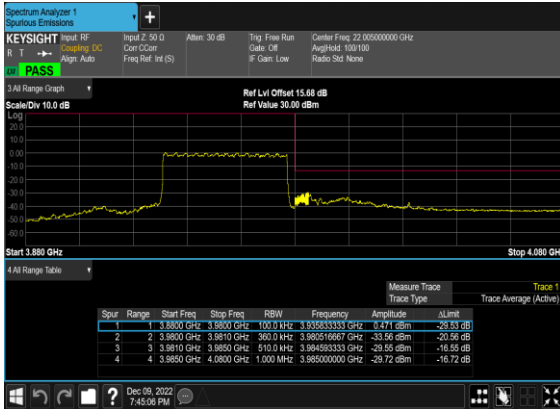 Spectrum Analyzer 1
Spurious Emissions
KEYSIGHT
R T
PASS
Input: RF
Coupling: DC
Align: Auto
Input Z: 50 Ω
Corr CCorr
Freq Ref: Int (S)
Atten: 30 dB
Trig: Free Run
Gate: Off
IF Gain: Low
Center Freq: 22.005000000 GHz
Avg|Hold: 100/100
Radio Std: None
3 All Range Graph
Scale/Div 10.0 dB
Ref Lvl Offset 15.68 dB
Ref Value 30.00 dBm
Log
20.0
10.0
0.00
-10.0
-20.0
-30.0
-40.0
-50.0
-60.0
Start 3.880 GHz
Stop 4.080 GH
4 All Range Table
Measure Trace Trace 1
Trace Type Trace Average (Active)
Spur Range Start Freq Stop Freq RBW Frequency Amplitude ΔLimit
1 1 3.8800 GHz 3.9800 GHz 100.0 kHz 3.935833333 GHz 0.471 dBm -29.53 dB
2 2 3.9800 GHz 3.9810 GHz 360.0 kHz 3.980516667 GHz -33.56 dBm -20.56 dB
3 3 3.9810 GHz 3.9850 GHz 510.0 kHz 3.984593333 GHz -29.55 dBm -16.55 dB
4 4 3.9850 GHz 4.0800 GHz 1.000 MHz 3.985000000 GHz -29.72 dBm -16.72 dB
?
Dec 09, 2022
7:45:06 PM